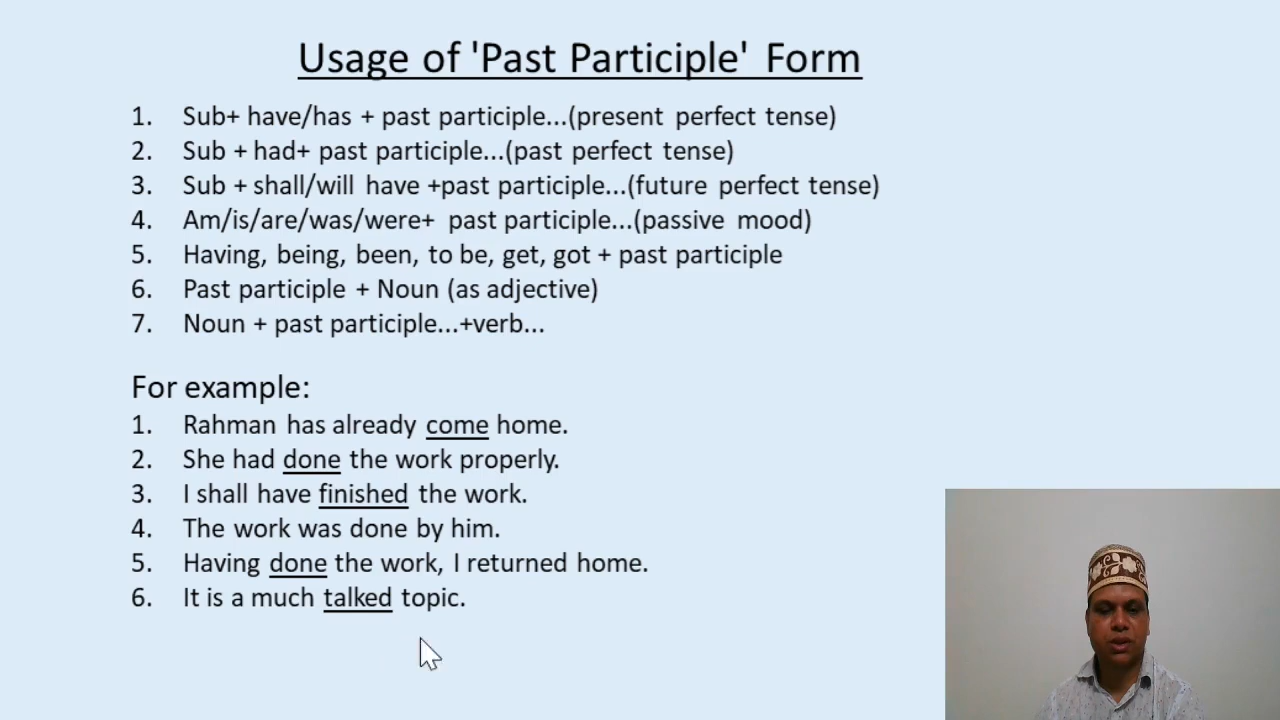 Usage of 'Past Participle' Form
1. Sub+ have/has + past participle...(present perfect tense)
2. Sub + had+ past participle...(past perfect tense)
3. Sub + shall/will have +past participle...(future perfect tense)
4. Am/is/are/was/were+ past participle...(passive mood)
5. Having, being, been, to be, get, got + past participle
6. Past participle + Noun (as adjective)
7. Noun + past participle...+verb...
For example:
1. Rahman has already come home.
2. She had done the work properly.
3. I shall have finished the work.
4. The work was done by him.
5. Having done the work, I returned home.
6. It is a much talked topic.